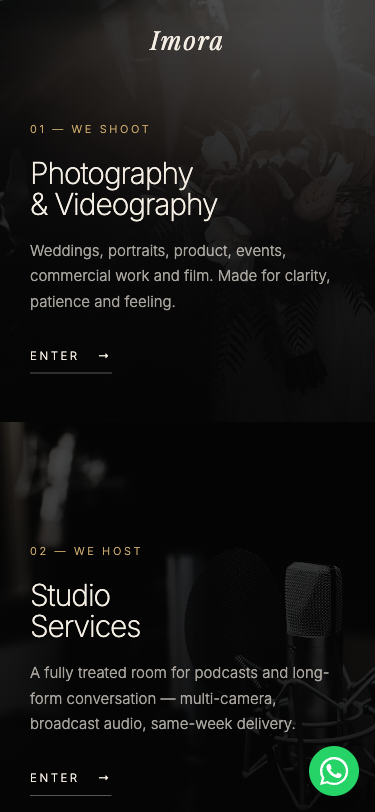 Imora
01 — WE SHOOT
Photography
& Videography
Weddings, portraits, product, events,
commercial work and film. Made for clarity,
patience and feeling.
ENTER →
02 — WE HOST
Studio
Services
A fully treated room for podcasts and long-
form conversation — multi-camera,
broadcast audio, same-week delivery.
ENTER →